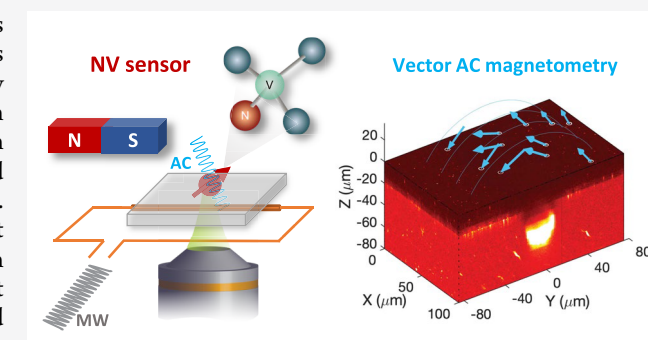 NV sensor
V
N
N S
AC
MW
Vector AC magnetometry
20
0
-20
-40
-60
-80
Z (μm)
0
50
100
X (μm)
-80
-40
0
40
80
Y (μm)